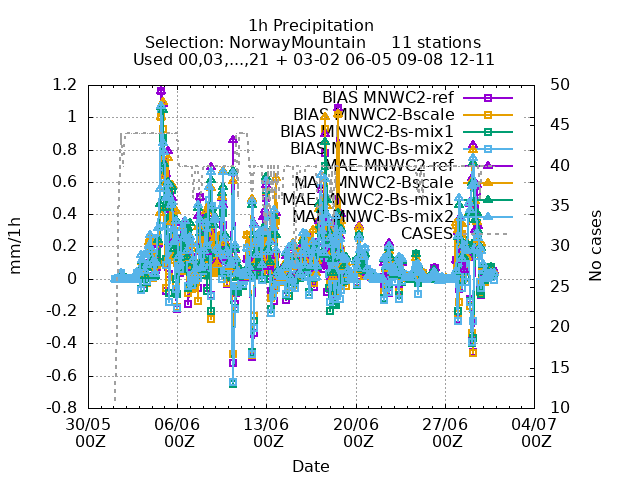 1h Precipitation
Selection: NorwayMountain     11 stations
Used 00,03,...,21 + 03-02 06-05 09-08 12-11
BIAS MNWC2-ref
BIAS MNWC2-Bscale
BIAS MNWC2-Bs-mix1
BIAS MNWC-Bs-mix2
MAE MNWC2-ref
MAE MNWC2-Bscale
MAE MNWC2-Bs-mix1
MAE MNWC-Bs-mix2
CASES
1.2
1
0.8
0.6
0.4
0.2
0
-0.2
-0.4
-0.6
-0.8
mm/1h
50
45
40
35
30
25
20
15
10
No cases
30/05 06/06 13/06 20/06 27/06 04/07
00Z 00Z 00Z 00Z 00Z 00Z
Date